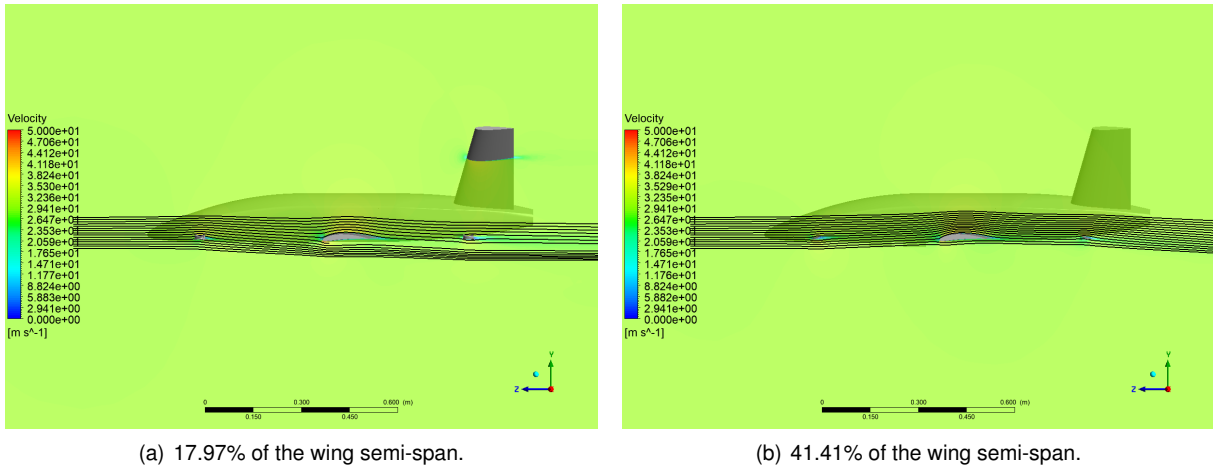 Velocity
5.000e+01
4.706e+01
4.412e+01
4.118e+01
3.824e+01
3.530e+01
3.236e+01
2.941e+01
2.647e+01
2.353e+01
2.059e+01
1.765e+01
1.471e+01
1.177e+01
8.824e+00
5.883e+00
2.941e+00
0.000e+00
[m s^-1]
Y
Z
0 0.300 0.600 (m)
0.150 0.450
(a) 17.97% of the wing semi-span.
Velocity
5.000e+01
4.706e+01
4.412e+01
4.118e+01
3.824e+01
3.529e+01
3.235e+01
2.941e+01
2.647e+01
2.353e+01
2.059e+01
1.765e+01
1.471e+01
1.176e+01
8.824e+00
5.882e+00
2.941e+00
0.000e+00
[m s^-1]
Y
Z
0 0.300 0.600 (m)
0.150 0.450
(b) 41.41% of the wing semi-span.